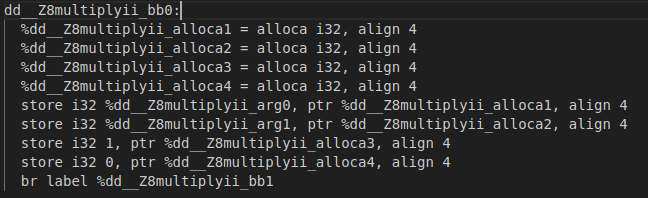 dd__Z8multiplyii_bb0:
%dd__Z8multiplyii_alloca1 = alloca i32, align 4
%dd__Z8multiplyii_alloca2 = alloca i32, align 4
%dd__Z8multiplyii_alloca3 = alloca i32, align 4
%dd__Z8multiplyii_alloca4 = alloca i32, align 4
store i32 %dd__Z8multiplyii_arg0, ptr %dd__Z8multiplyii_alloca1, align 4
store i32 %dd__Z8multiplyii_arg1, ptr %dd__Z8multiplyii_alloca2, align 4
store i32 1, ptr %dd__Z8multiplyii_alloca3, align 4
store i32 0, ptr %dd__Z8multiplyii_alloca4, align 4
br label %dd__Z8multiplyii_bb1